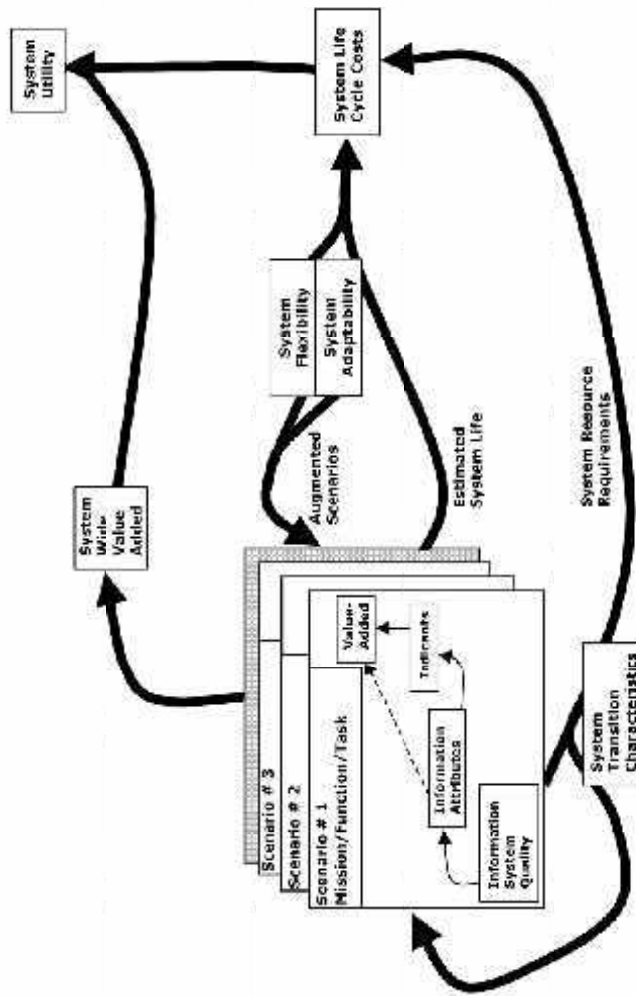 System
Utility
System Life
Cycle Costs
System
Wide
Value
Added
System
Flexibility
System
Adaptability
Augmented
Scenarios
Estimated
System Life
System Resource
Requirements
Scenario # 3
Scenario # 2
Scenario # 1
Mission/Function/Task
Value-
Added
Indicants
Information
Attributes
Information
System
Quality
System
Transition
Characteristics